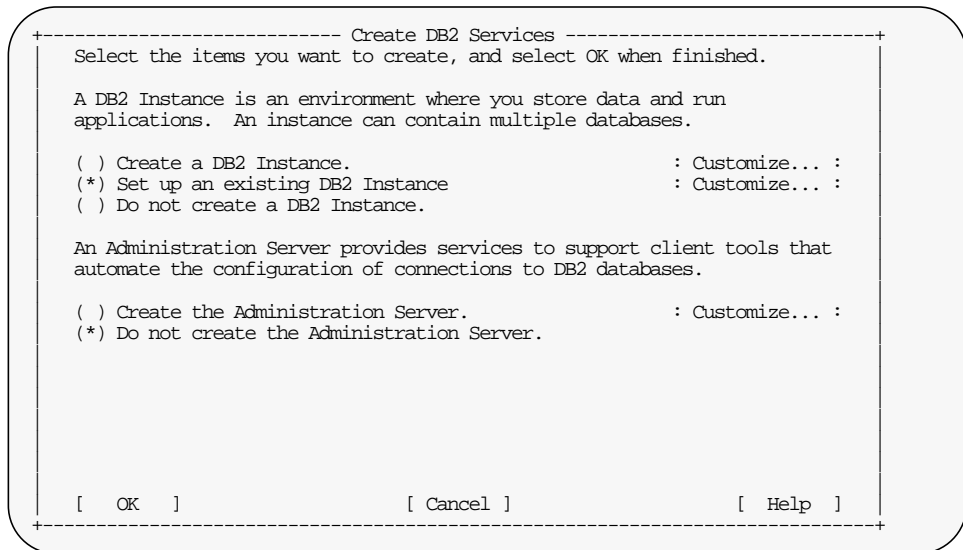 +---------------------------- Create DB2 Services -----------------------------+
Select the items you want to create, and select OK when finished.
A DB2 Instance is an environment where you store data and run
applications.  An instance can contain multiple databases.
( ) Create a DB2 Instance.                              : Customize... :
(*) Set up an existing DB2 Instance                     : Customize... :
( ) Do not create a DB2 Instance.
An Administration Server provides services to support client tools that
automate the configuration of connections to DB2 databases.
( ) Create the Administration Server.                   : Customize... :
(*) Do not create the Administration Server.
[   OK   ]                     [ Cancel ]                     [  Help  ]
+------------------------------------------------------------------------------+